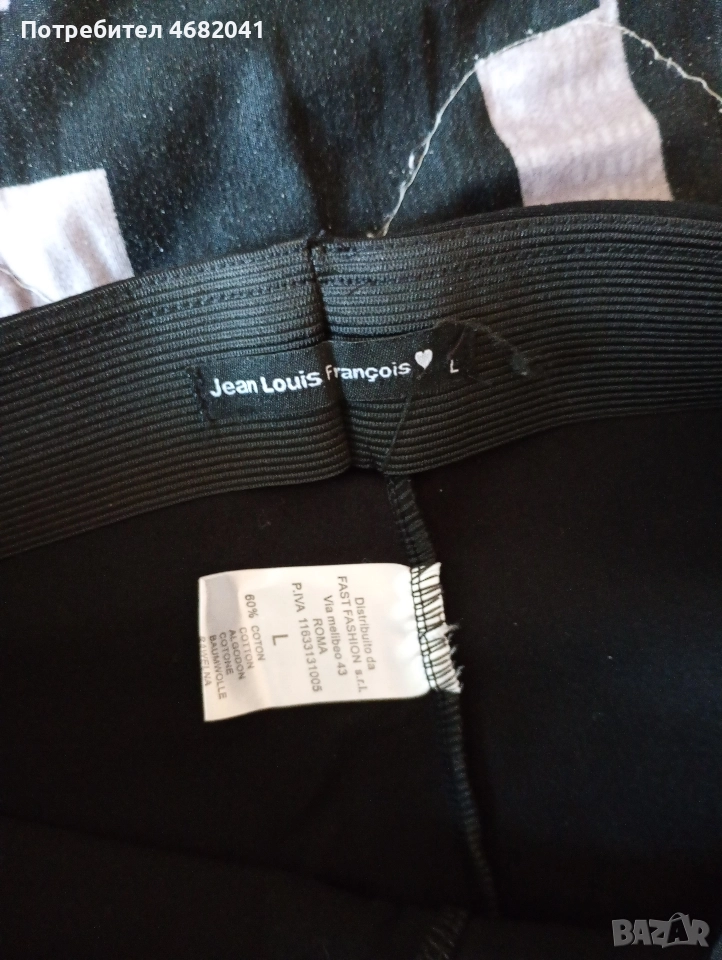 Потребител 4682041
Jean Louis François
L
Distribuito da
FAST FASHION s.r.L
Via melibeo 43
ROMA
P.IVA 11633131005
L
60% COTON
COTTON
ALGODON
COTONE
BAUMWOLLE
BAZAR